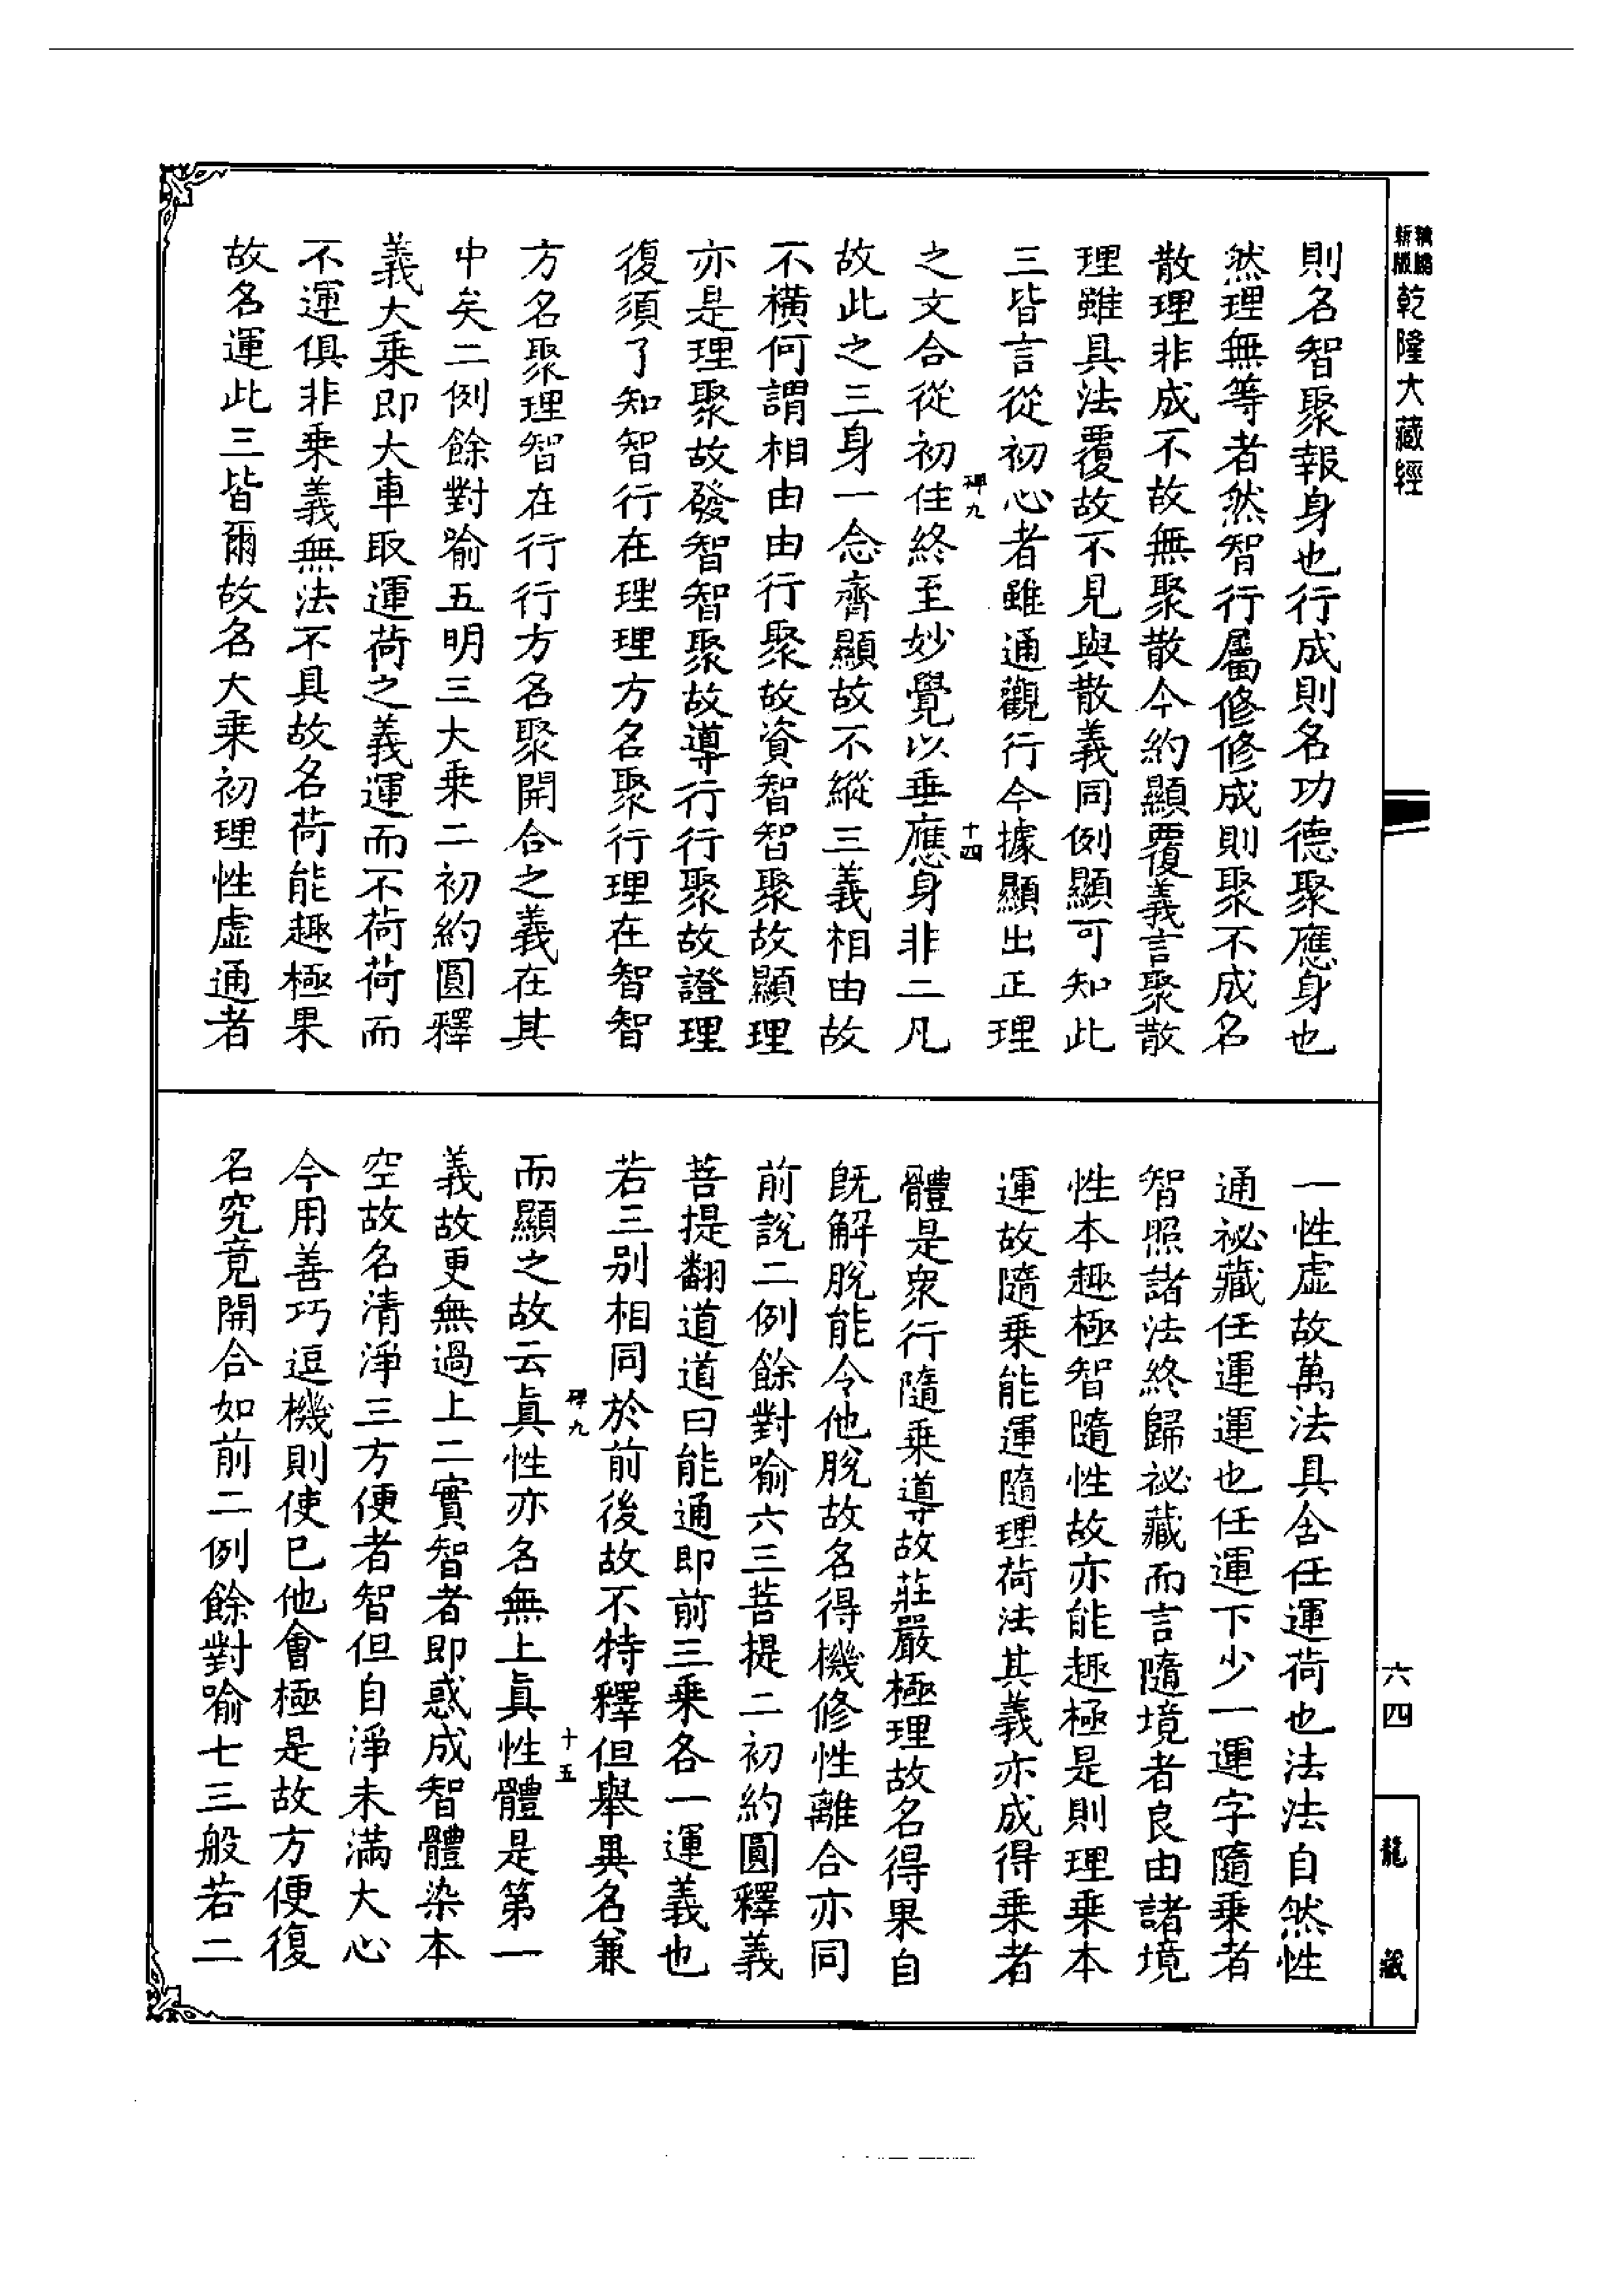 乾隆大藏經
則名智聚報身也行成則名功德聚應身也
然理無等者然智行屬修修成則聚不成名
散理非成不故無聚散今約顯覆義言聚散
理雖具法覆故不見與散義同例顯可知此
三皆言從初心者雖通觀行今據顯出正理
之文合從初住終至妙覺以垂應身非二凡
故此之三身一念齊顯故不縱三義相由故
不橫何謂相由由行聚故資智智聚故顯理
亦是理聚故發智智聚故導行行聚故證理
復須了知智行在理理方名聚行理在智智
方名聚理智在行行方名聚開合之義在其
中矣二例餘對喻五明三大乘二初約圓釋
義大乘即大車取運荷之義運而不荷荷而
不運俱非乘義無法不具故名荷能趣極果
故名運此三皆爾故名大乘初理性虛通者
一性虛故萬法具含任運荷也法法自然性
通祕藏任運運也任運下少一運字隨乘者
智照諸法終歸祕藏而言隨境者良由諸境
性本趣極智隨性故亦能趣極是則理乘本
運故隨乘能運隨理荷法其義亦成得乘者
體是眾行隨乘導故莊嚴極理故名得果自
既解脫能令他脫故名得機修性離合亦同
前說二例餘對喻六三菩提二初約圓釋義
菩提翻道道曰能通即前三乘各一運義也
若三別相同於前後故不特釋但舉異名兼
而顯之故云真性亦名無上真性體是第一
義故更無過上二實智者即惑成智體染本
空故名清淨三方便者智但自淨未滿大心
今用善巧逗機則使已他會極是故方便復
名究竟開合如前二例餘對喻七三般若二
十四
十五
六四
龍藏